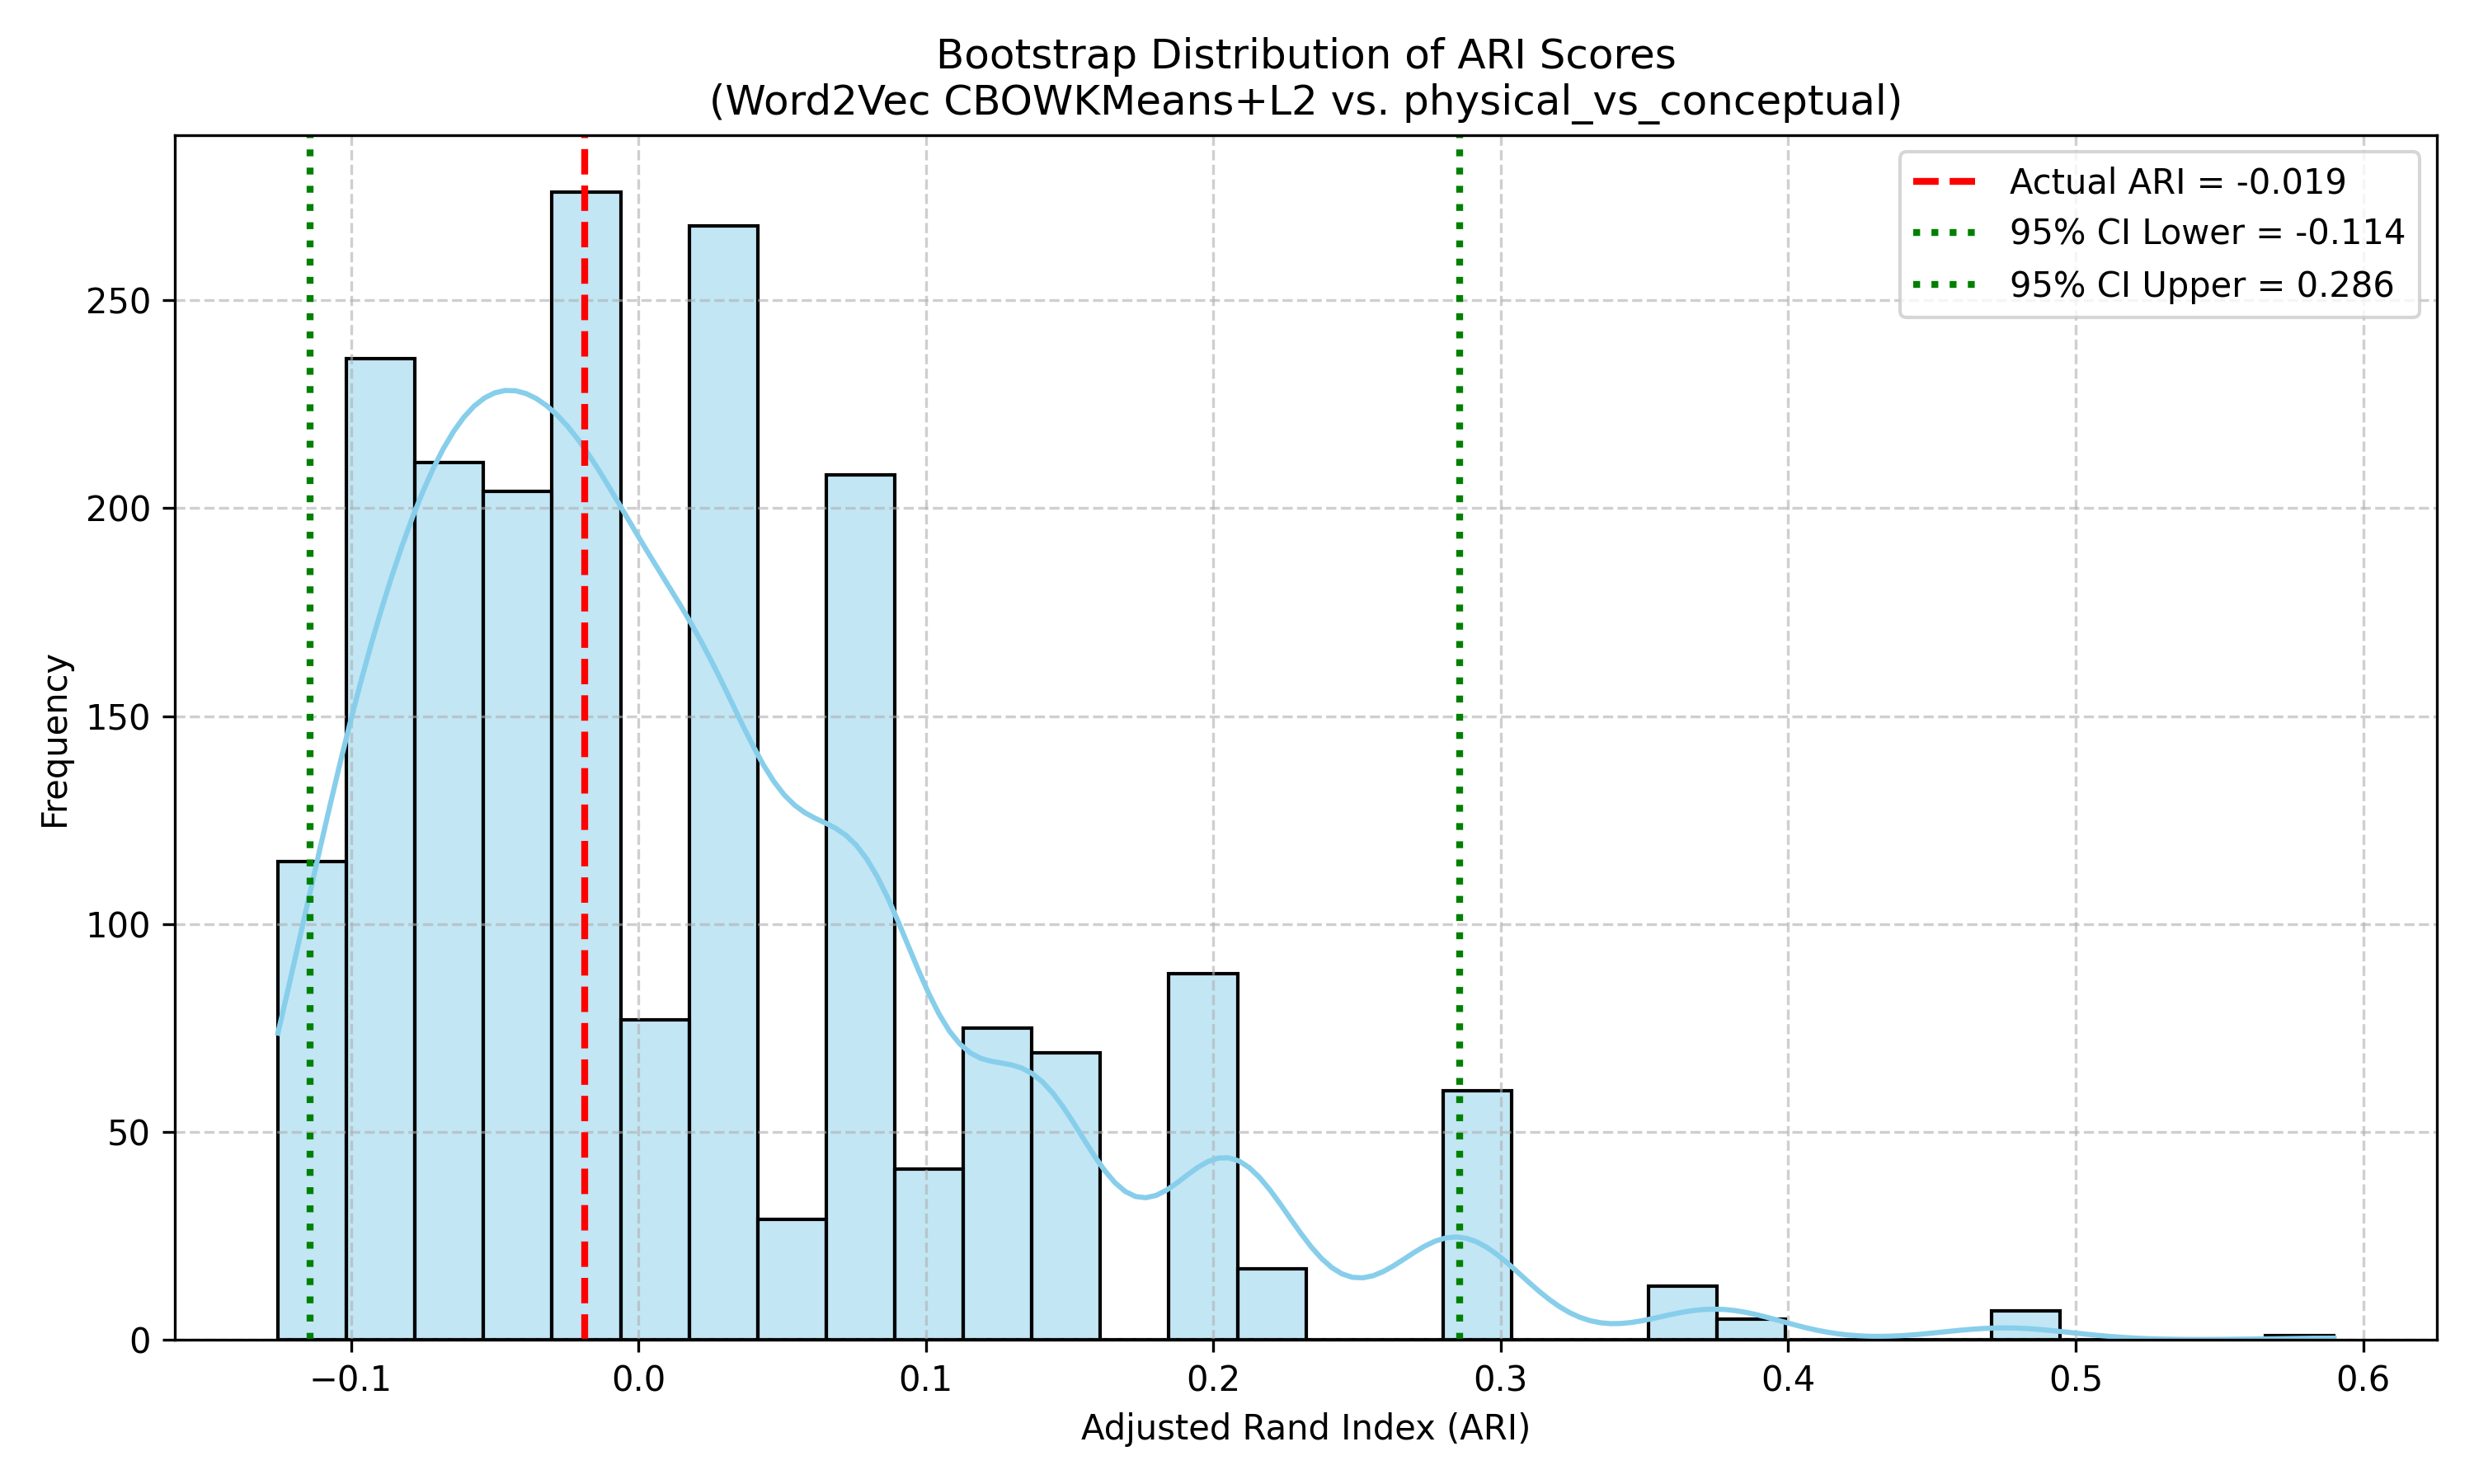 Bootstrap Distribution of ARI Scores
(Word2Vec CBOWKMeans+L2 vs. physical_vs_conceptual)
Actual ARI = -0.019
95% CI Lower = -0.114
95% CI Upper = 0.286
Frequency
250
200
150
100
50
0
−0.1 0.0 0.1 0.2 0.3 0.4 0.5 0.6
Adjusted Rand Index (ARI)